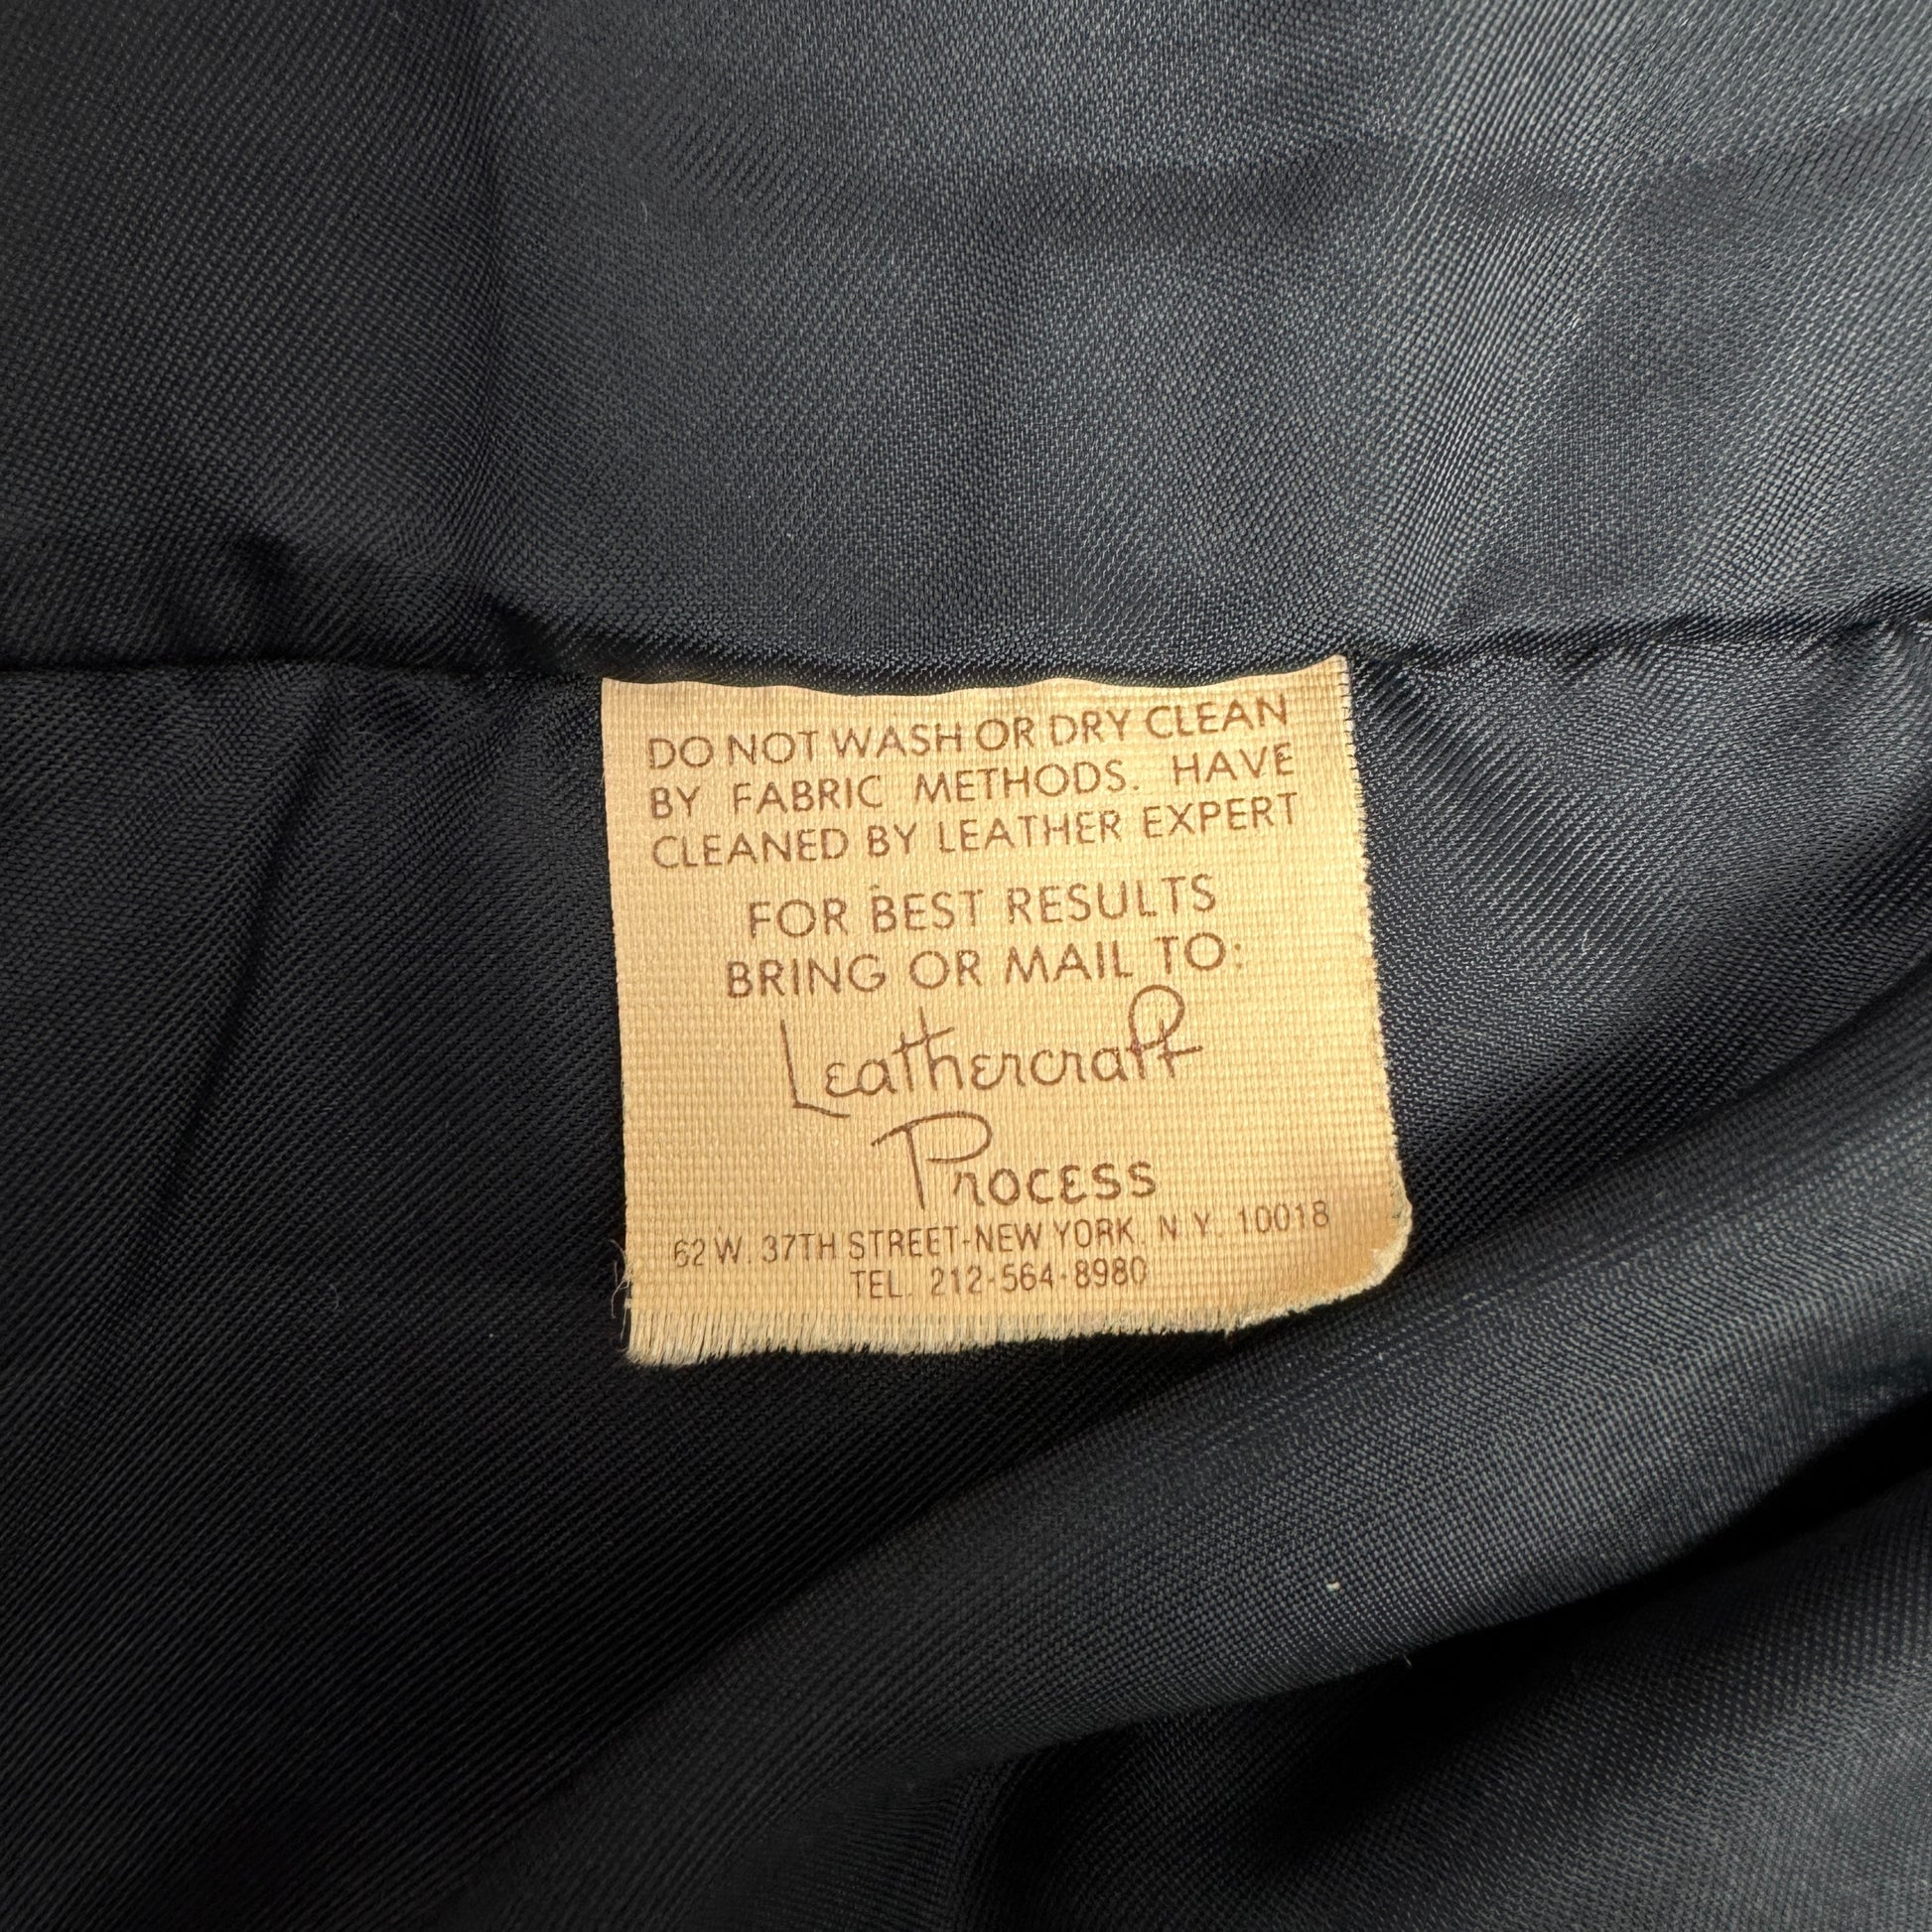 DO NOT WASH OR DRY CLEAN
BY FABRIC METHODS. HAVE
CLEANED BY LEATHER EXPERT
FOR BEST RESULTS
BRING OR MAIL TO:
Leathercraft
Process
62 W. 37TH STREET-NEW YORK. N.Y. 10018
TEL. 212-564-8980